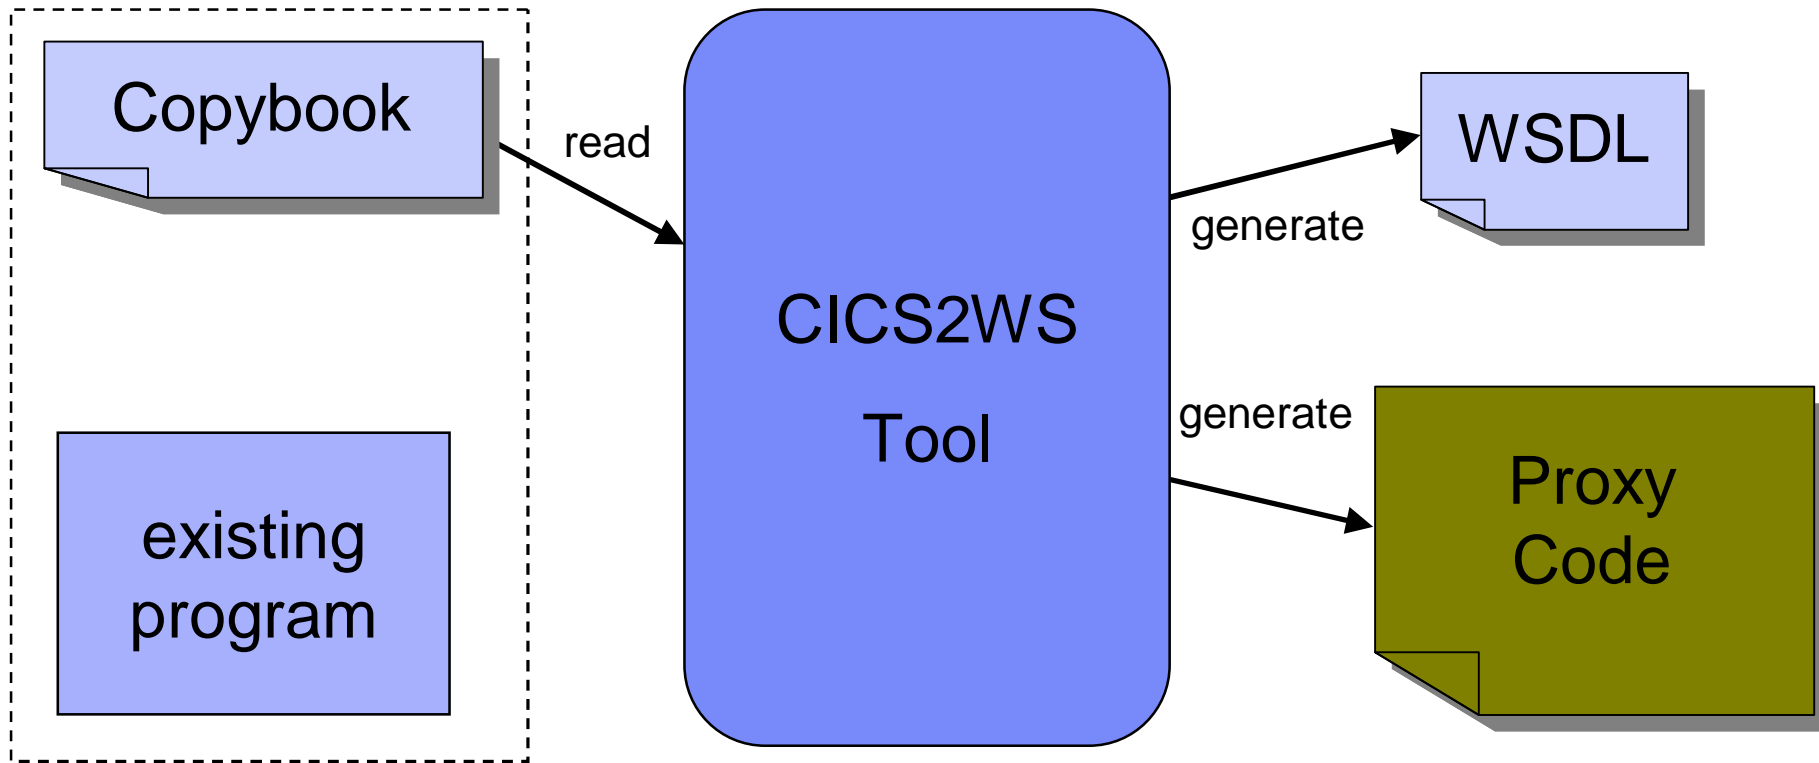 Copybook
read
existing
program
CICS2WS
Tool
generate
WSDL
generate
Proxy
Code